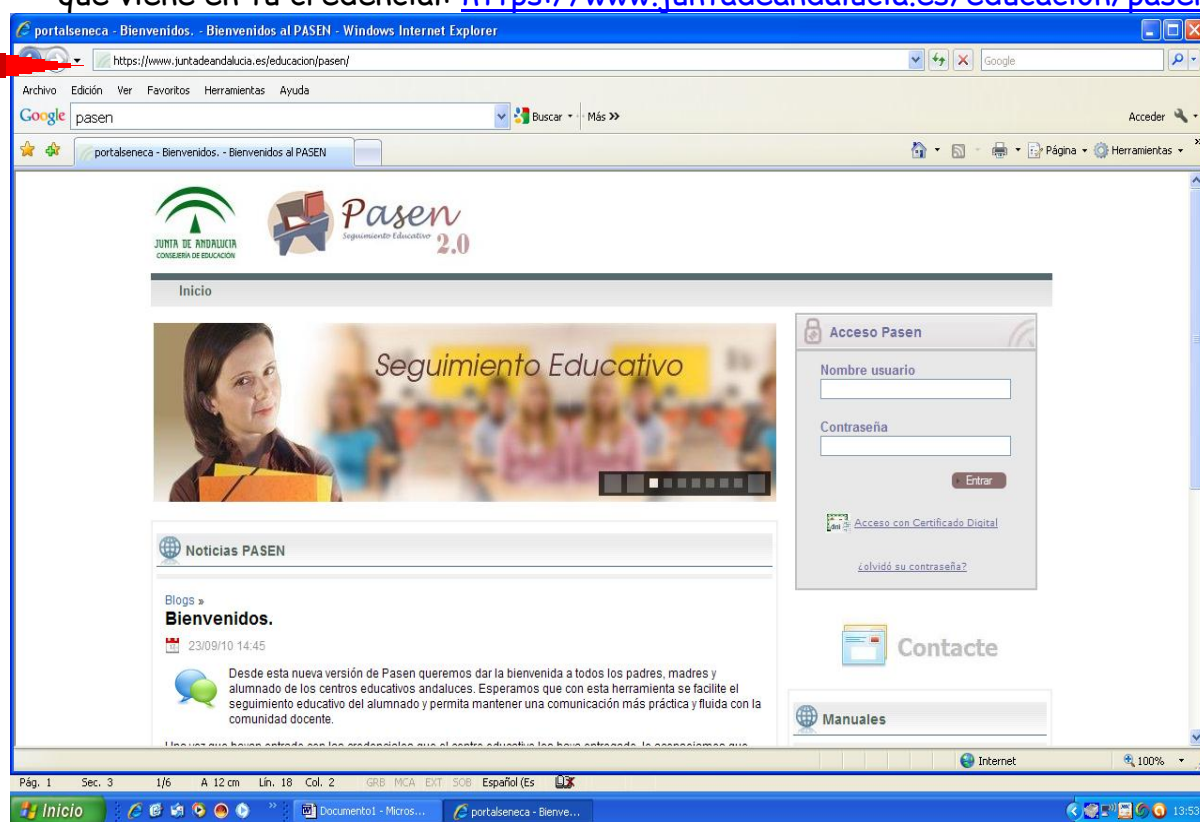 que viene en tu credencial: https://www.juntadeandalucia.es/educacion/pasen
portalseneca - Bienvenidos. - Bienvenidos al PASEN - Windows Internet Explorer
https://www.juntadeandalucia.es/educacion/pasen/
Google
Archivo Edición Ver Favoritos Herramientas Ayuda
Google pasen Buscar Más >> Acceder
portalseneca - Bienvenidos. - Bienvenidos al PASEN Página Herramientas
JUNTA DE ANDALUCIA
CONSEJERÍA DE EDUCACIÓN
Pasen
Seguimiento Educativo
2.0
Inicio
Seguimiento Educativo
Acceso Pasen
Nombre usuario
Contraseña
Entrar
dni Acceso con Certificado Digital
¿olvidó su contraseña?
Noticias PASEN
Blogs »
Bienvenidos.
23/09/10 14:45
Desde esta nueva versión de Pasen queremos dar la bienvenida a todos los padres, madres y
alumnado de los centros educativos andaluces. Esperamos que con esta herramienta se facilite el
seguimiento educativo del alumnado y permita mantener una comunicación más práctica y fluida con la
comunidad docente.
Contacte
Manuales
Internet 100%
Pág. 1 Sec. 3 1/6 A 12 cm Lín. 18 Col. 2 GRB MCA EXT SOB Español (Es
Inicio Documento1 - Micros... portalseneca - Bienve... 13:53